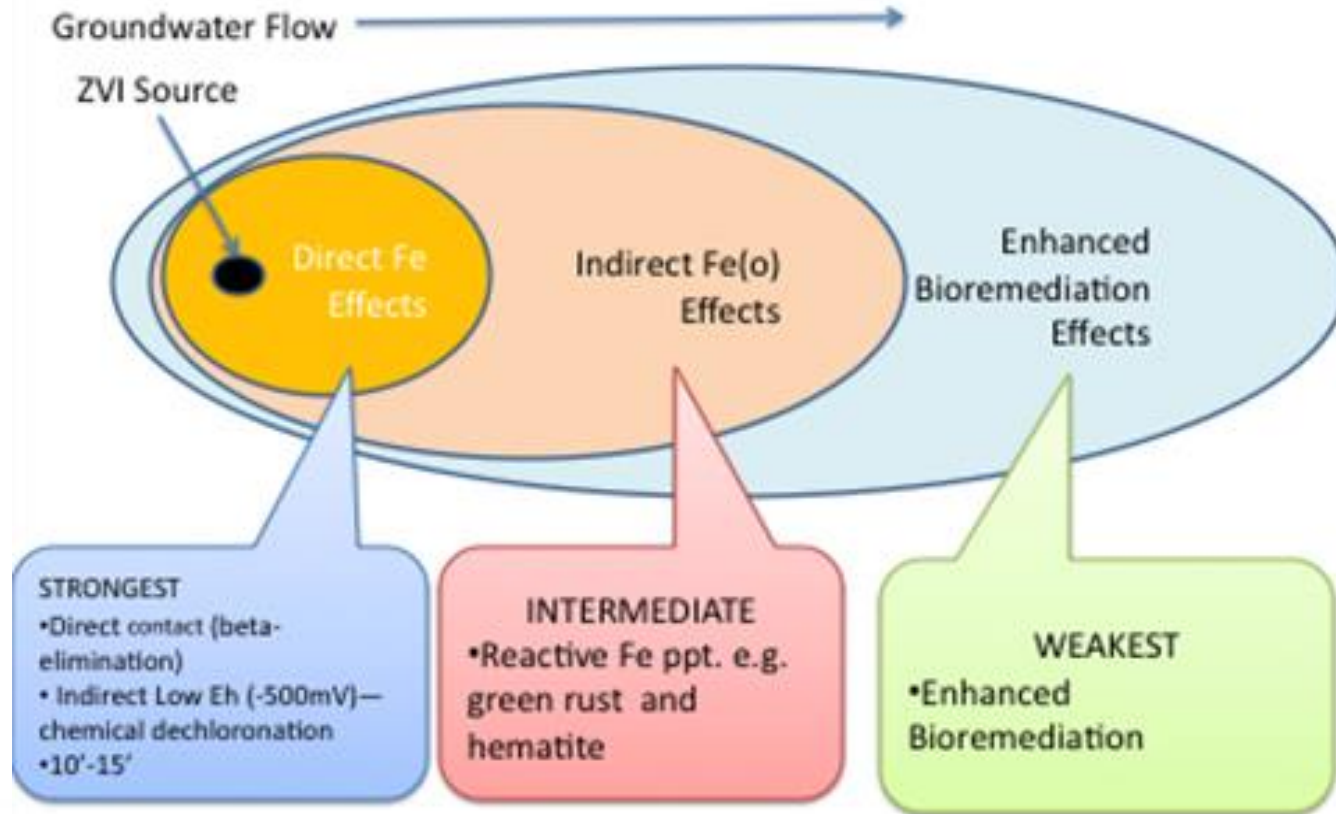 Groundwater Flow
ZVI Source
Direct Fe
Effects
Indirect Fe(o)
Effects
Enhanced
Bioremediation
Effects
STRONGEST
•Direct contact (beta-
elimination)
• Indirect Low Eh (-500mV)—
chemical dechloronation
•10'-15'
INTERMEDIATE
•Reactive Fe ppt. e.g.
green rust and
hematite
WEAKEST
•Enhanced
Bioremediation